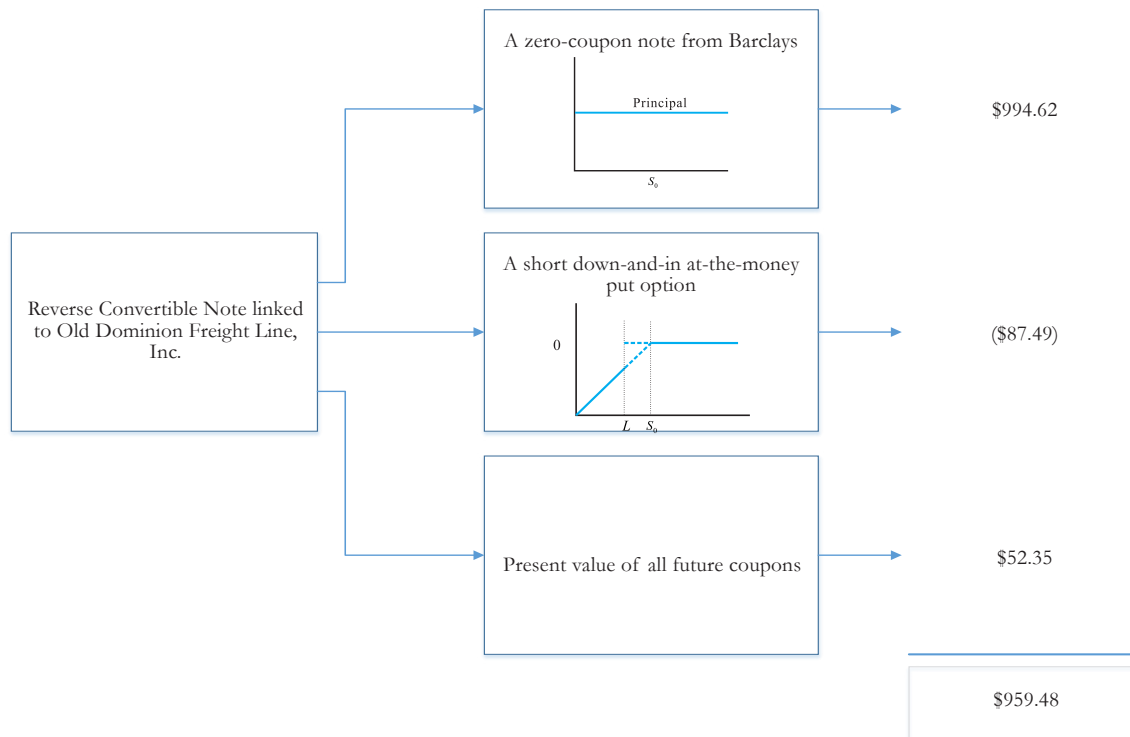 A zero-coupon note from Barclays
Principal
S₀
$994.62
Reverse Convertible Note linked
to Old Dominion Freight Line,
Inc.
A short down-and-in at-the-money
put option
0
L S₀
($87.49)
Present value of all future coupons
$52.35
$959.48